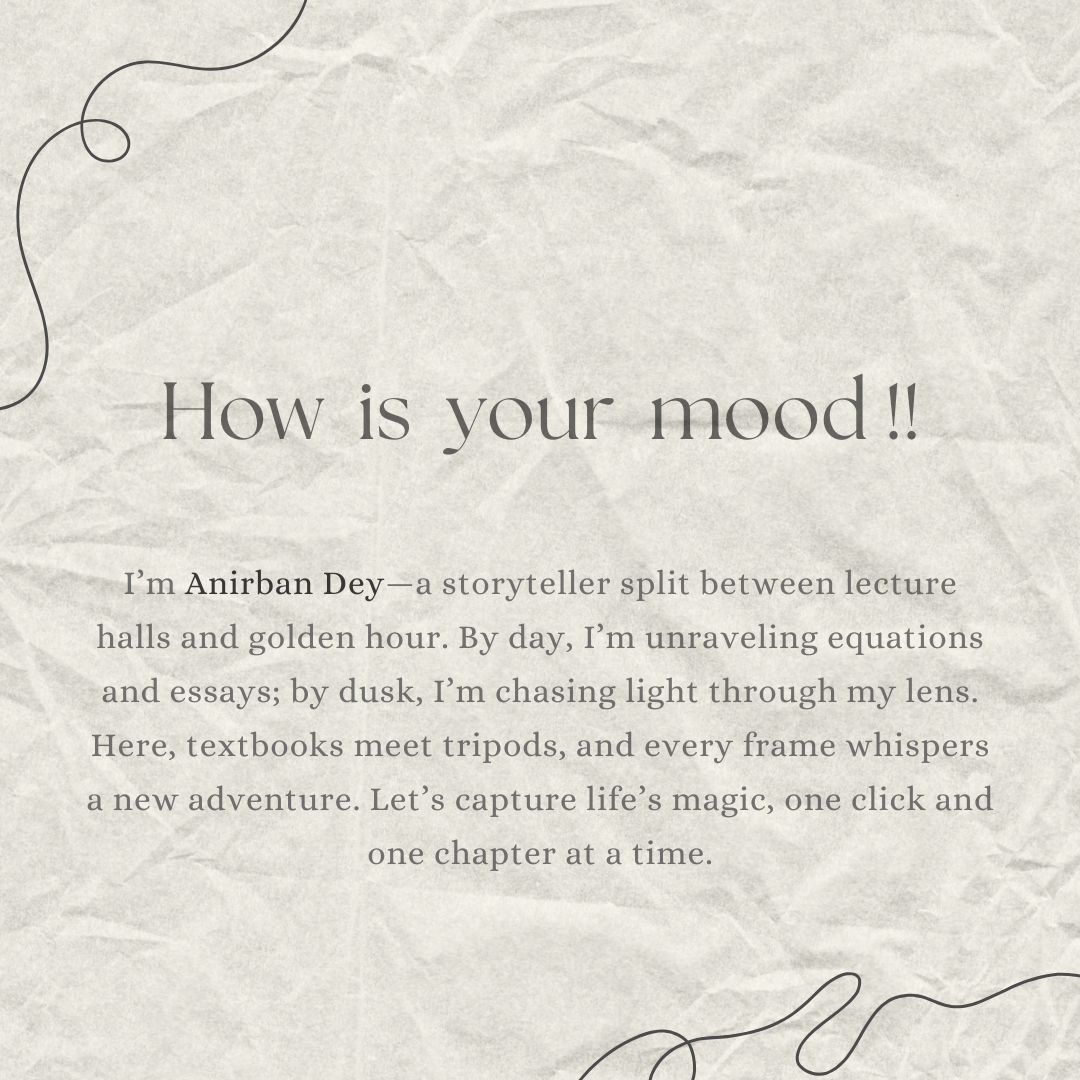 How is your mood !!
I’m Anirban Dey—a storyteller split between lecture
halls and golden hour. By day, I’m unraveling equations
and essays; by dusk, I’m chasing light through my lens.
Here, textbooks meet tripods, and every frame whispers
a new adventure. Let’s capture life’s magic, one click and
one chapter at a time.